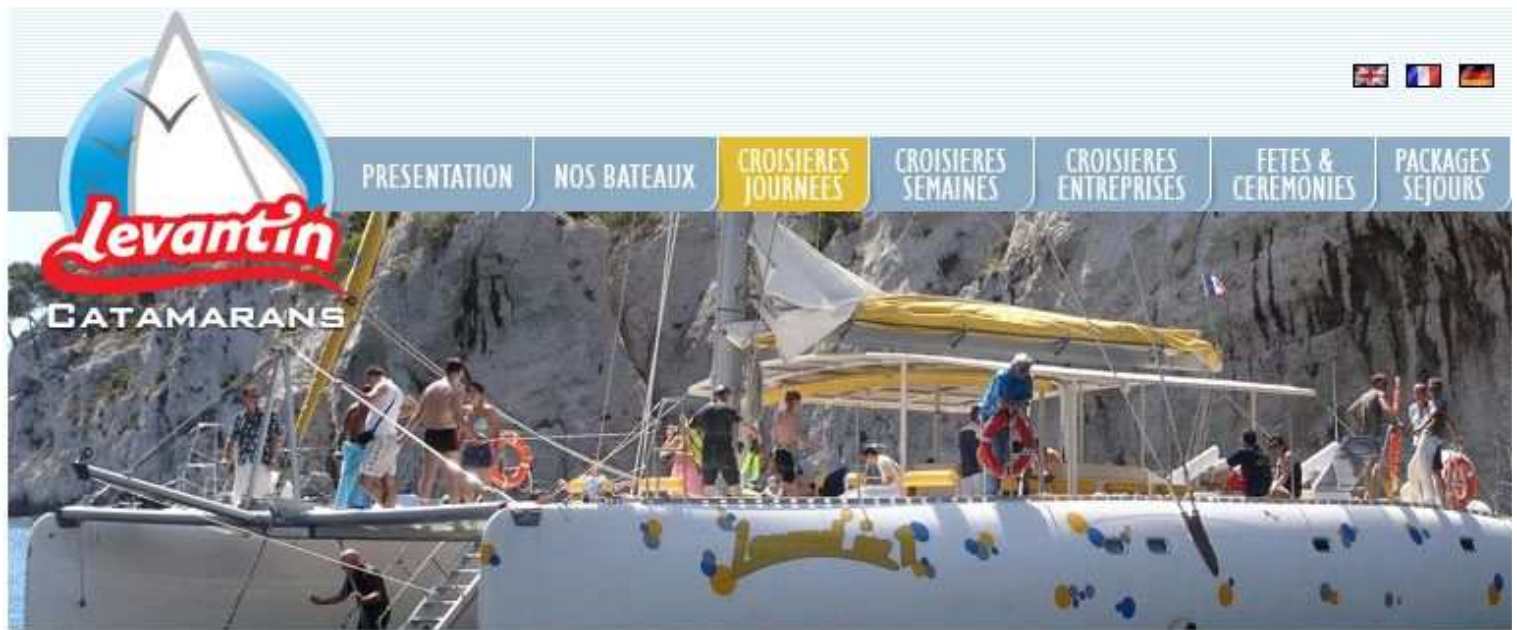 Levantin
CATAMARANS
PRESENTATION
NOS BATEAUX
CROISIERES
JOURNEES
CROISIERES
SEMAINES
CROISIERES
ENTREPRISES
FETES &
CEREMONIES
PACKAGES
SEJOURS